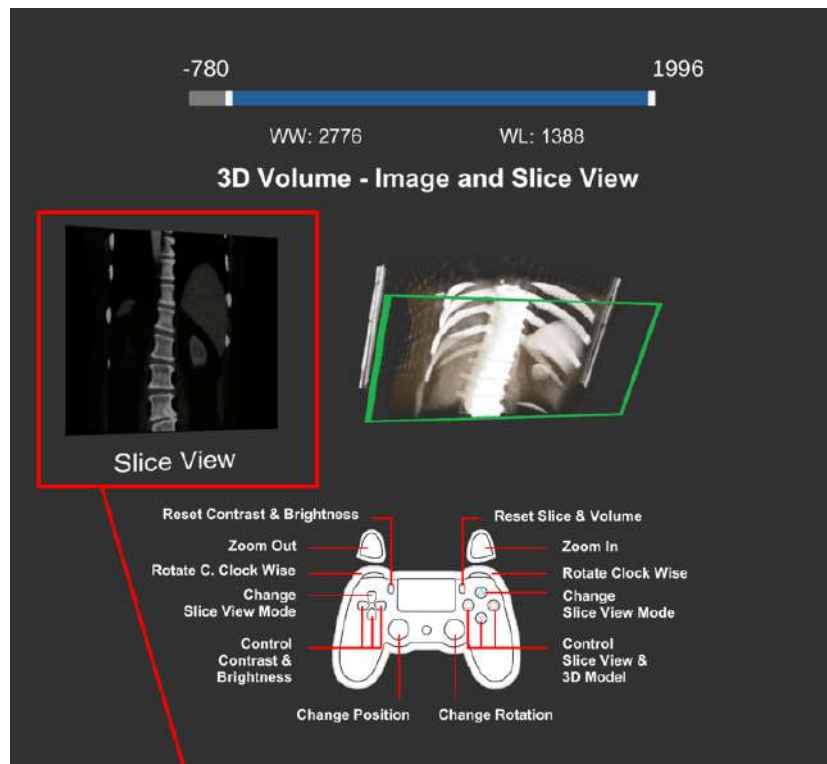 -780 1996
WW: 2776 WL: 1388
3D Volume - Image and Slice View
Slice View
Reset Contrast & Brightness
Reset Slice & Volume
Zoom Out
Zoom In
Rotate C. Clock Wise
Rotate Clock Wise
Change
Slice View Mode
Change
Slice View Mode
Control
Contrast &
Brightness
Control
Slice View &
3D Model
Change Position
Change Rotation